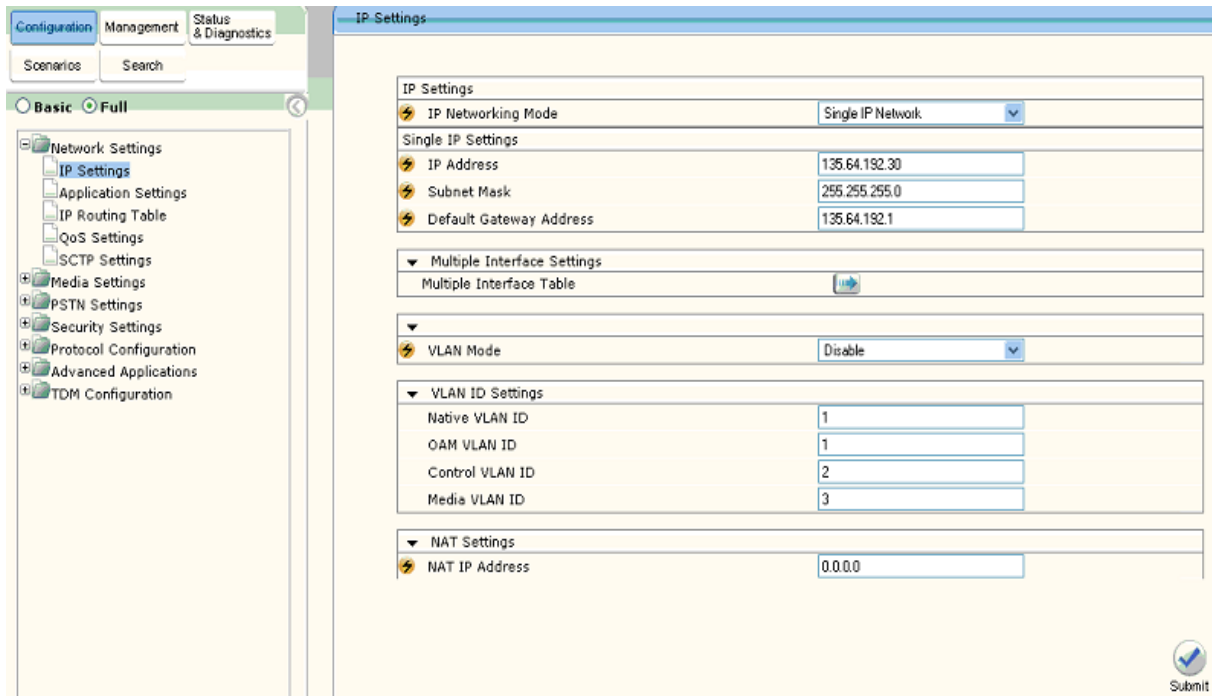 Configuration
Management
Status
& Diagnostics
Scenarios
Search
Basic
Full
Network Settings
IP Settings
Application Settings
IP Routing Table
QoS Settings
SCTP Settings
Media Settings
PSTN Settings
Security Settings
Protocol Configuration
Advanced Applications
TDM Configuration
IP Settings
IP Settings
IP Networking Mode Single IP Network
Single IP Settings
IP Address 135.64.192.30
Subnet Mask 255.255.255.0
Default Gateway Address 135.64.192.1
Multiple Interface Settings
Multiple Interface Table
VLAN Mode Disable
VLAN ID Settings
Native VLAN ID 1
OAM VLAN ID 1
Control VLAN ID 2
Media VLAN ID 3
NAT Settings
NAT IP Address 0.0.0.0
Submit